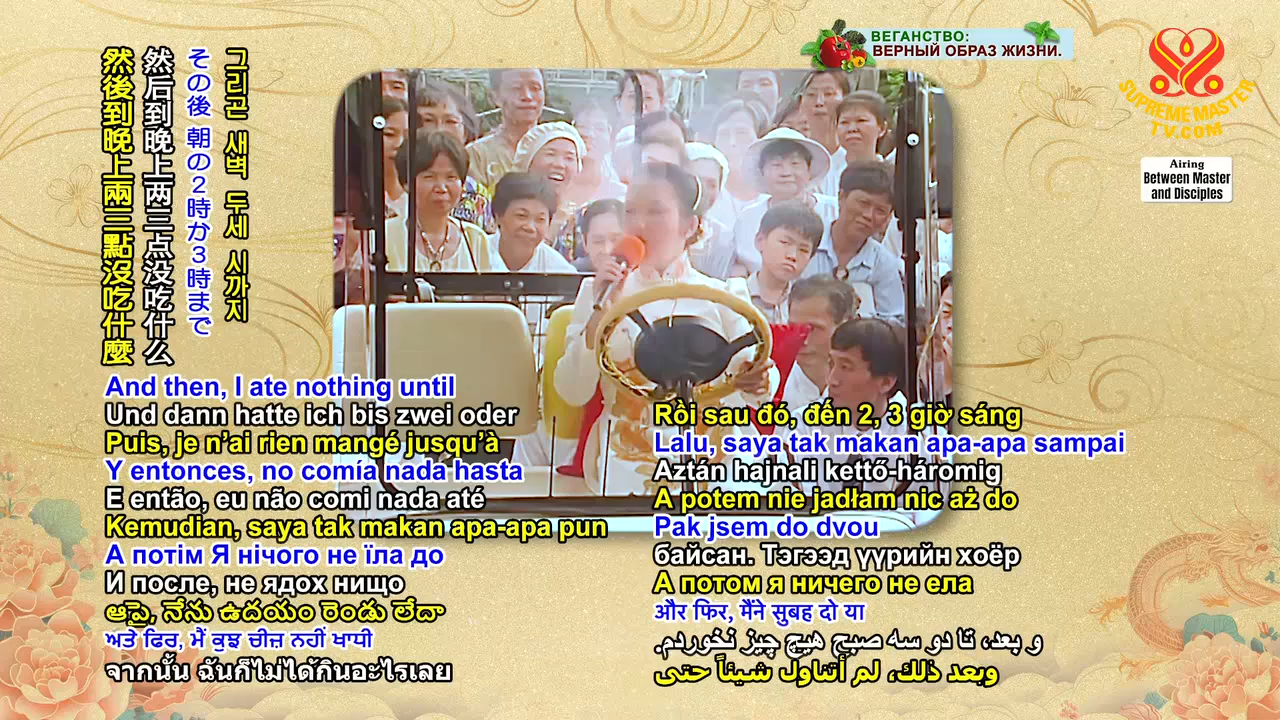 ВЕГАНСТВО:
ВЕРНЫЙ ОБРАЗ ЖИЗНИ.
SUPREME MASTER
TV.COM
Airing
Between Master
and Disciples
그리곤 새벽 두세 시까지
その後 朝の2時か3時まで
然后到晚上两三点没吃什么
然後到晚上兩三點沒吃什麼
And then, I ate nothing until
Und dann hatte ich bis zwei oder
Puis, je n’ai rien mangé jusqu’à
Y entonces, no comía nada hasta
E então, eu não comi nada até
Kemudian, saya tak makan apa-apa pun
А потім Я нічого не їла до
И после, не ядох нищо
ఆపై, నేను ఉదయం రెండు లేదా
ਅਤੇ ਫਿਰ, ਮੈਂ ਕੁਝ ਚੀਜ਼ ਨਹੀਂ ਖਾਧੀ
จากนั้น ฉันก็ไม่ได้กินอะไรเลย
Rồi sau đó, đến 2, 3 giờ sáng
Lalu, saya tak makan apa-apa sampai
Aztán hajnali kettő-háromig
A potem nie jadłam nic aż do
Pak jsem do dvou
байсан. Тэгээд үүрийн хоёр
А потом я ничего не ела
और फिर, मैंने सुबह दो या
و بعد، تا دو سه صبح هیچ چیز نخوردم.
وبعد ذلك، لم أتناول شيئاً حتى